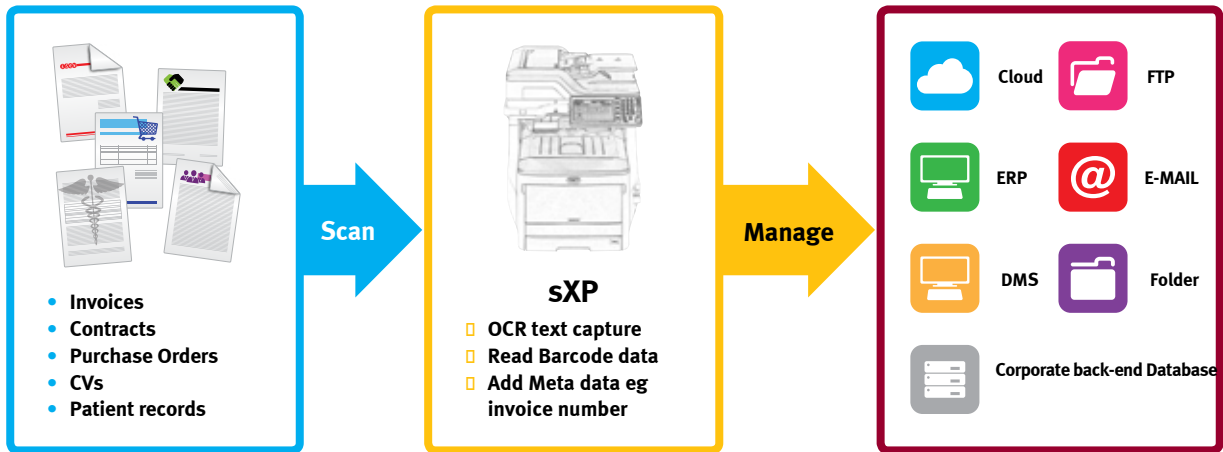 Invoices
Contracts
Purchase Orders
CVs
Patient records
Scan
sXP
OCR text capture
Read Barcode data
Add Meta data eg
invoice number
Manage
Cloud
FTP
ERP
@
E-MAIL
DMS
Folder
Corporate back-end Database